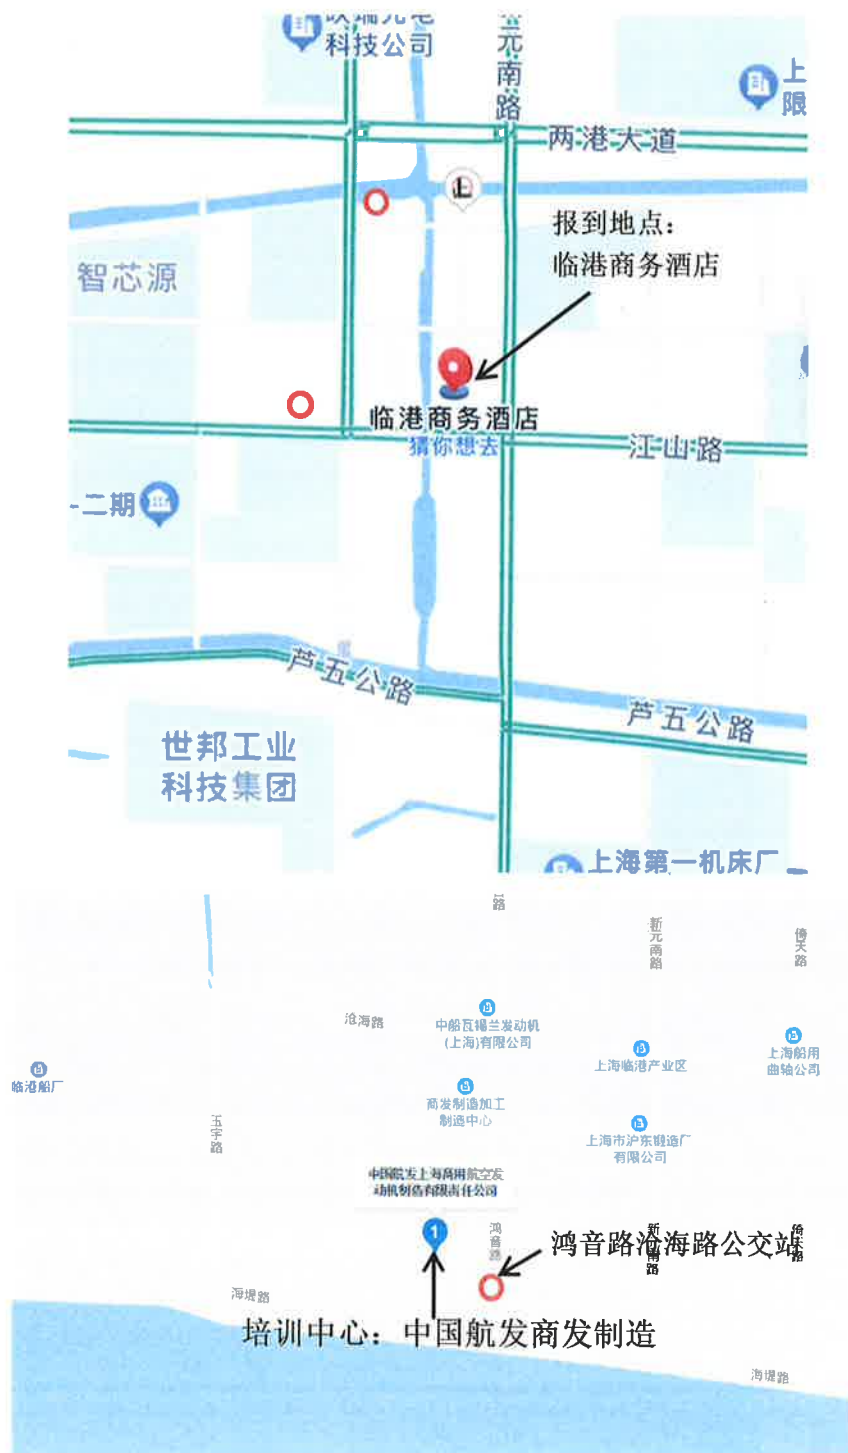 科技公司
元南路
上
限
两港大道
上
报到地点：
临港商务酒店
智芯源
临港商务酒店
猜你想去
江山路
二期
芦五公路
芦五公路
世邦工业
科技集团
上海第一机床厂
路
新元南路
倚天路
沧海路
中船瓦锡兰发动机
(上海)有限公司
上海临港产业区
上海船用
曲轴公司
临港船厂
商发制造加工
制造中心
玉宇路
上海市沪东锻造厂
有限公司
中国航发上海商用航空发
动机制造有限责任公司
1
鸿音路
鸿音路沧海路公交站
海堤路
培训中心：中国航发商发制造
海堤路